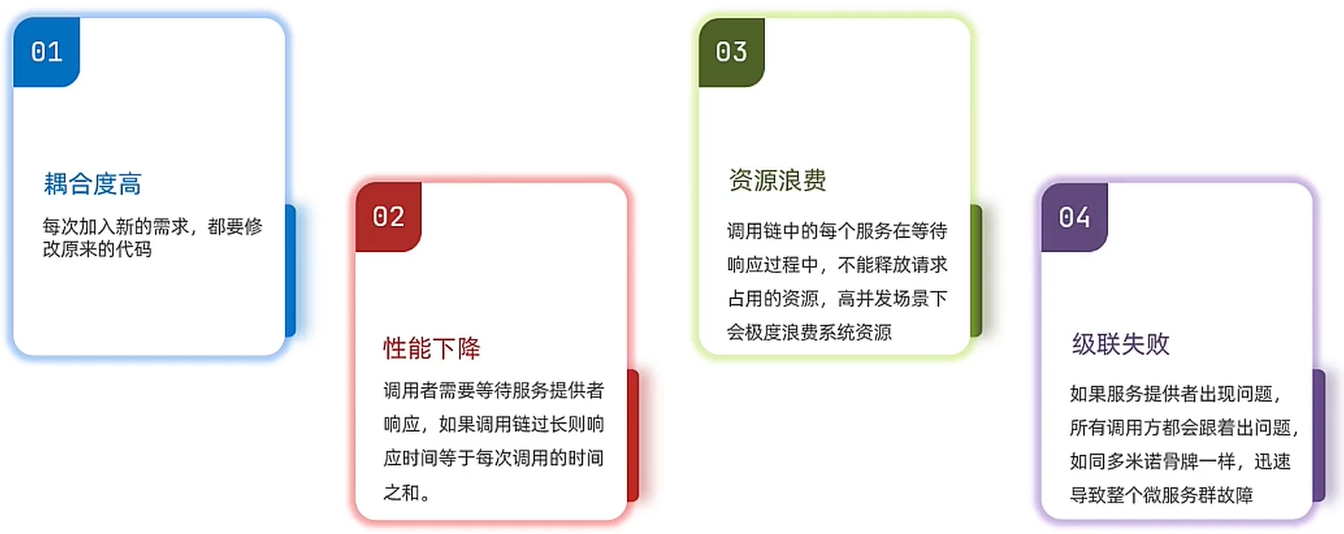 01
耦合度高
每次加入新的需求，都要修
改原来的代码
02
性能下降
调用者需要等待服务提供者
响应，如果调用链过长则响
应时间等于每次调用的时间
之和。
03
资源浪费
调用链中的每个服务在等待
响应过程中，不能释放请求
占用的资源，高并发场景下
会极度浪费系统资源
04
级联失败
如果服务提供者出现问题，
所有调用方都会跟着出问题，
如同多米诺骨牌一样，迅速
导致整个微服务群故障